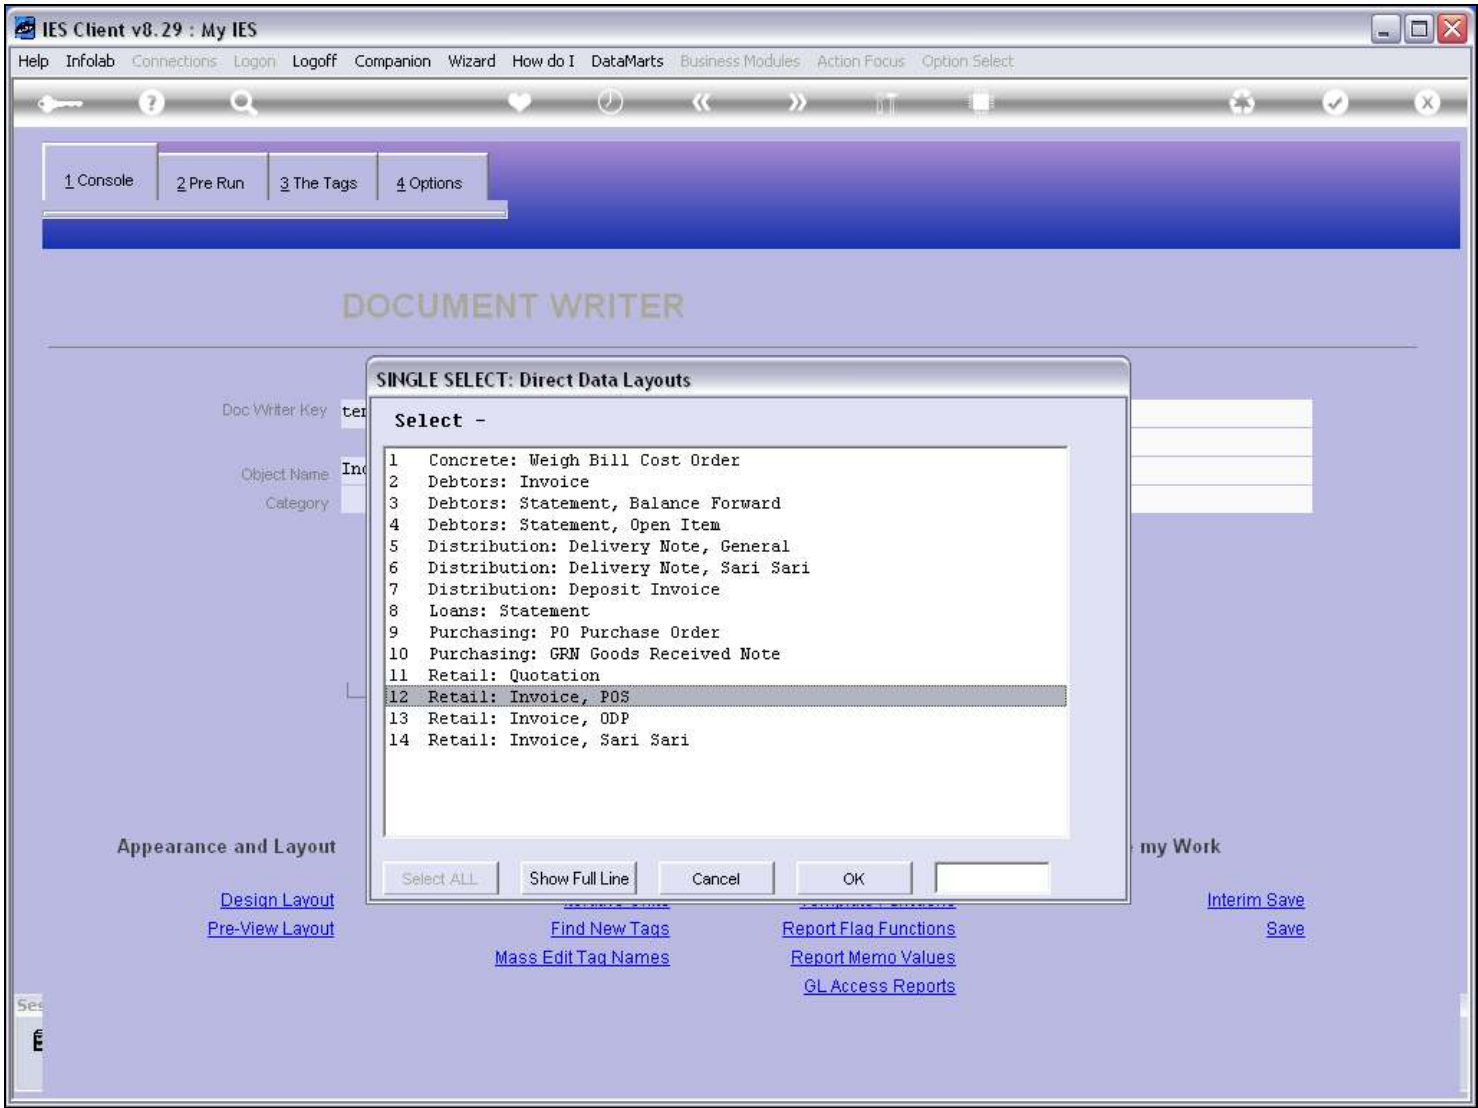 IES Client v8.29 : My IES
Help Infolab Connections Logon Logoff Companion Wizard How do I DataMarts Business Modules Action Focus Option Select
1 Console 2 Pre Run 3 The Tags 4 Options
DOCUMENT WRITER
SINGLE SELECT: Direct Data Layouts
Doc Writer Key
Select -
Object Name
Category
1 Concrete: Weigh Bill Cost Order
2 Debtors: Invoice
3 Debtors: Statement, Balance Forward
4 Debtors: Statement, Open Item
5 Distribution: Delivery Note, General
6 Distribution: Delivery Note, Sari Sari
7 Distribution: Deposit Invoice
8 Loans: Statement
9 Purchasing: PO Purchase Order
10 Purchasing: GRN Goods Received Note
11 Retail: Quotation
12 Retail: Invoice, POS
13 Retail: Invoice, ODP
14 Retail: Invoice, Sari Sari
Appearance and Layout my Work
Select ALL Show Full Line Cancel OK
Design Layout Interim Save
Pre-View Layout Find New Tags Report Flag Functions Save
Mass Edit Tag Names Report Memo Values
GL Access Reports